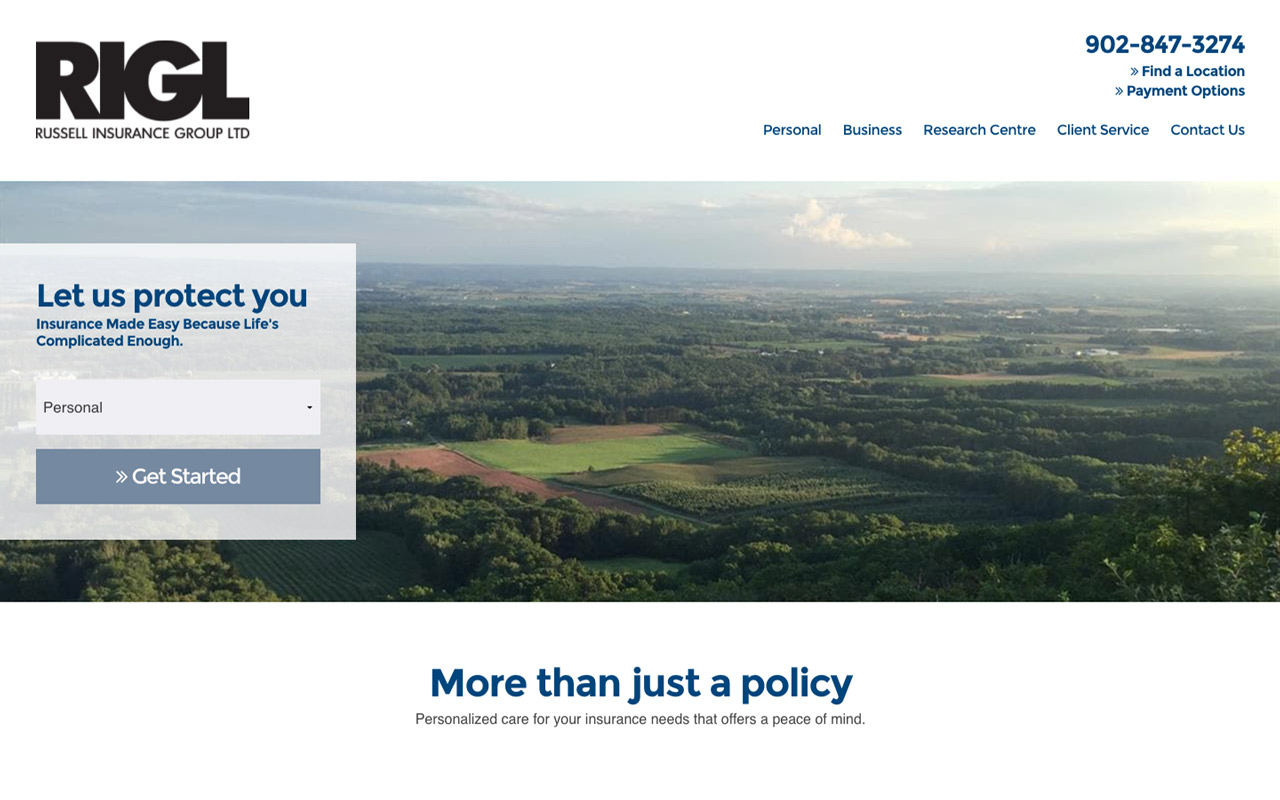 RIGL
RUSSELL INSURANCE GROUP LTD
902-847-3274
» Find a Location
» Payment Options
Personal Business Research Centre Client Service Contact Us
Let us protect you
Insurance Made Easy Because Life's
Complicated Enough.
Personal
» Get Started
More than just a policy
Personalized care for your insurance needs that offers a peace of mind.